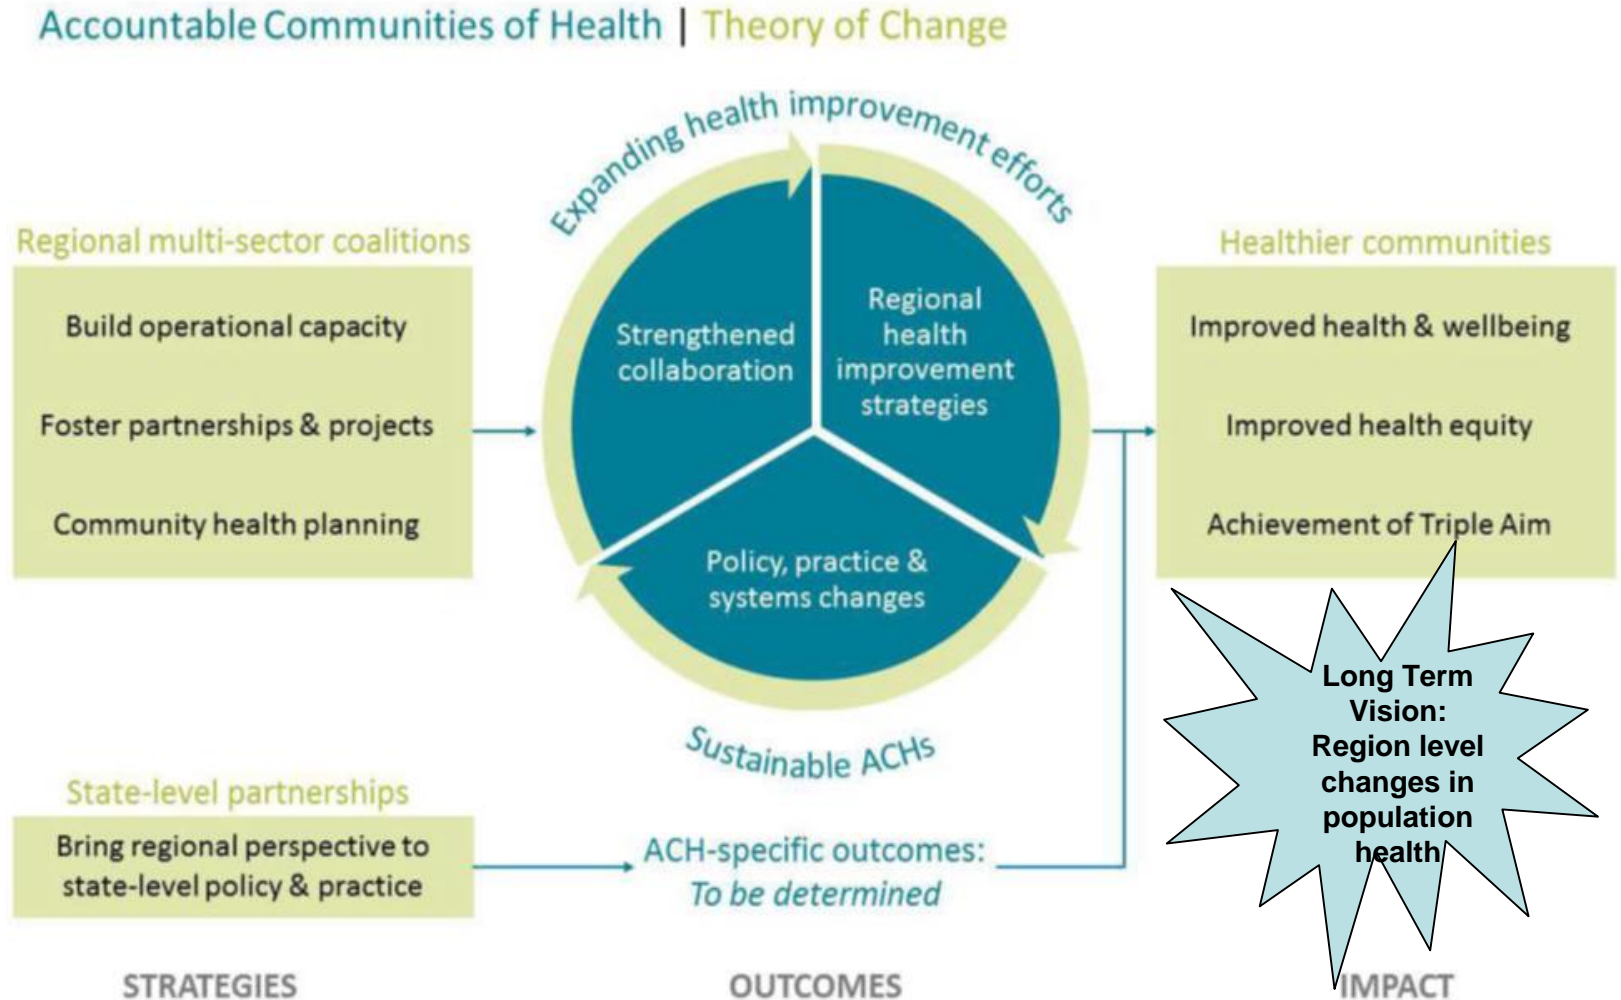 Accountable Communities of Health | Theory of Change
Expanding health improvement efforts
Regional multi-sector coalitions
Build operational capacity
Foster partnerships & projects
Community health planning
Strengthened
collaboration
Regional
health
improvement
strategies
Policy, practice &
systems changes
Sustainable ACHs
Healthier communities
Improved health & wellbeing
Improved health equity
Achievement of Triple Aim
Long Term
Vision:
Region level
changes in
population
health
State-level partnerships
Bring regional perspective to
state-level policy & practice
ACH-specific outcomes:
To be determined
STRATEGIES
OUTCOMES
IMPACT